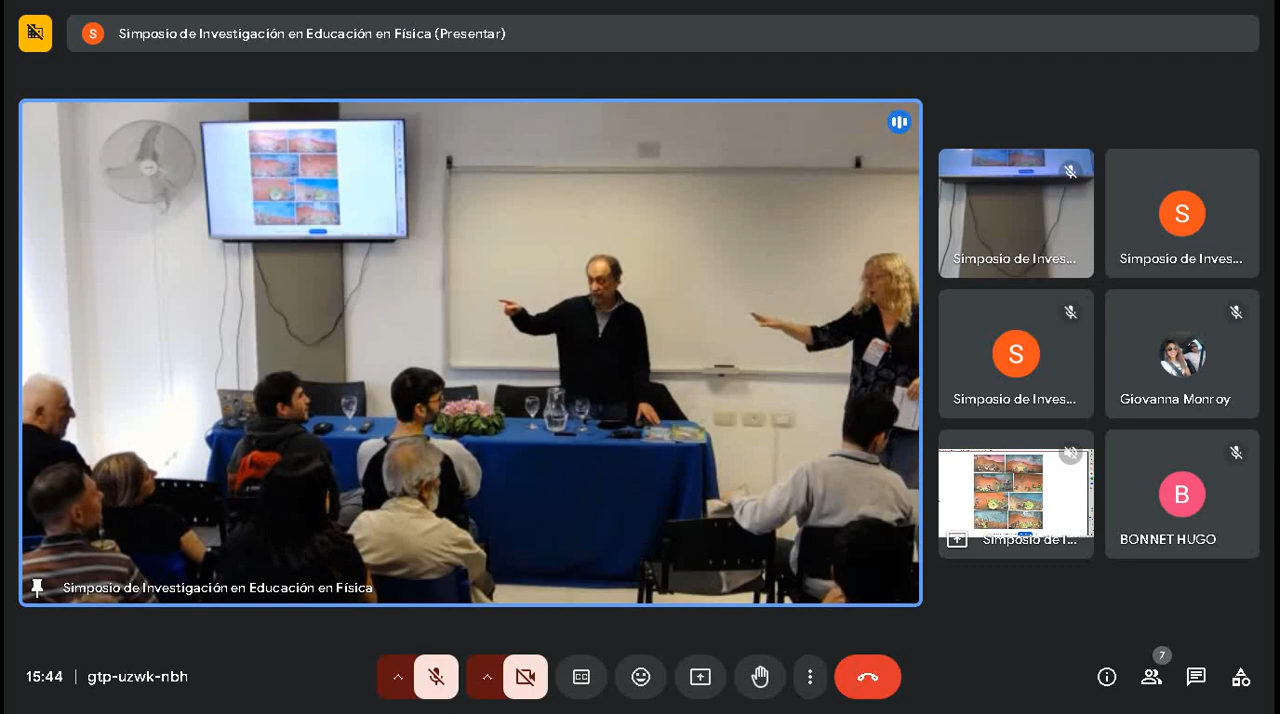 S Simposio de Investigación en Educación en Física (Presentar)
Simposio de Investigación en Educación en Física
Simposio de Inves...
S
Simposio de Inves...
S
Simposio de Inves...
Giovanna Monroy
Simposio de I...
B
BONNET HUGO
15:44 | gtp-uzwk-nbh
CC
7